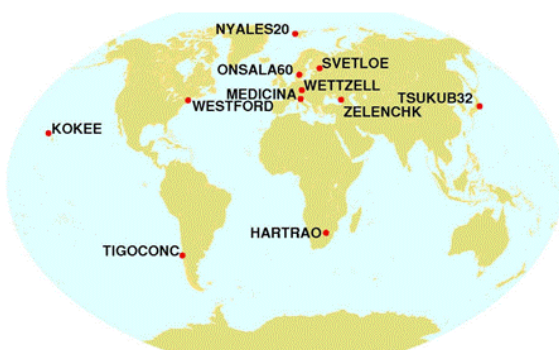 NYALES20
SVETLOE
ONSALA60
WETTZELL
MEDICINA
TSUKUB32
WESTFORD
ZELENCHK
KOKEE
HARTRAO
TIGOCONC